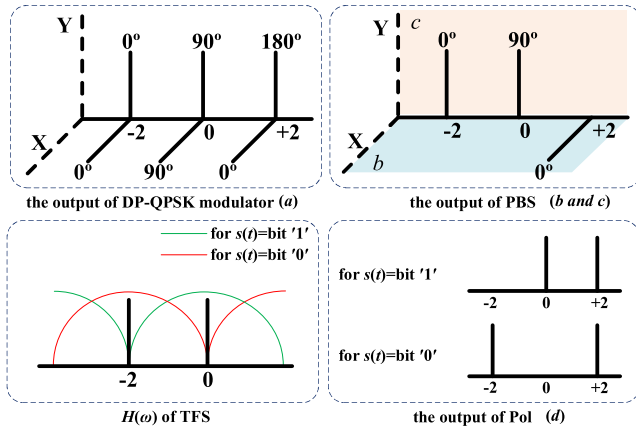 Y
0° 90° 180°
X
-2 0 +2
0° 90° 0°
the output of DP-QPSK modulator (a)
Y
c
0° 90°
X
-2 0 +2
b
0°
the output of PBS (b and c)
for s(t)=bit '1'
for s(t)=bit '0'
-2 0
H(ω) of TFS
for s(t)=bit '1'
-2 0 +2
for s(t)=bit '0'
-2 0 +2
the output of Pol (d)